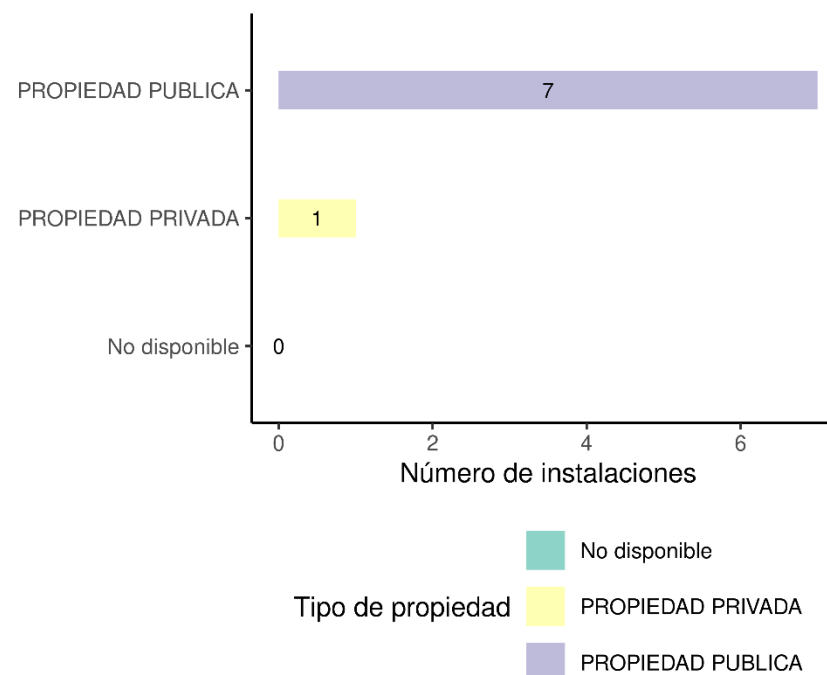 PROPIEDAD PUBLICA
7
PROPIEDAD PRIVADA
1
No disponible
0
0 2 4 6
Número de instalaciones
Tipo de propiedad
No disponible
PROPIEDAD PRIVADA
PROPIEDAD PUBLICA